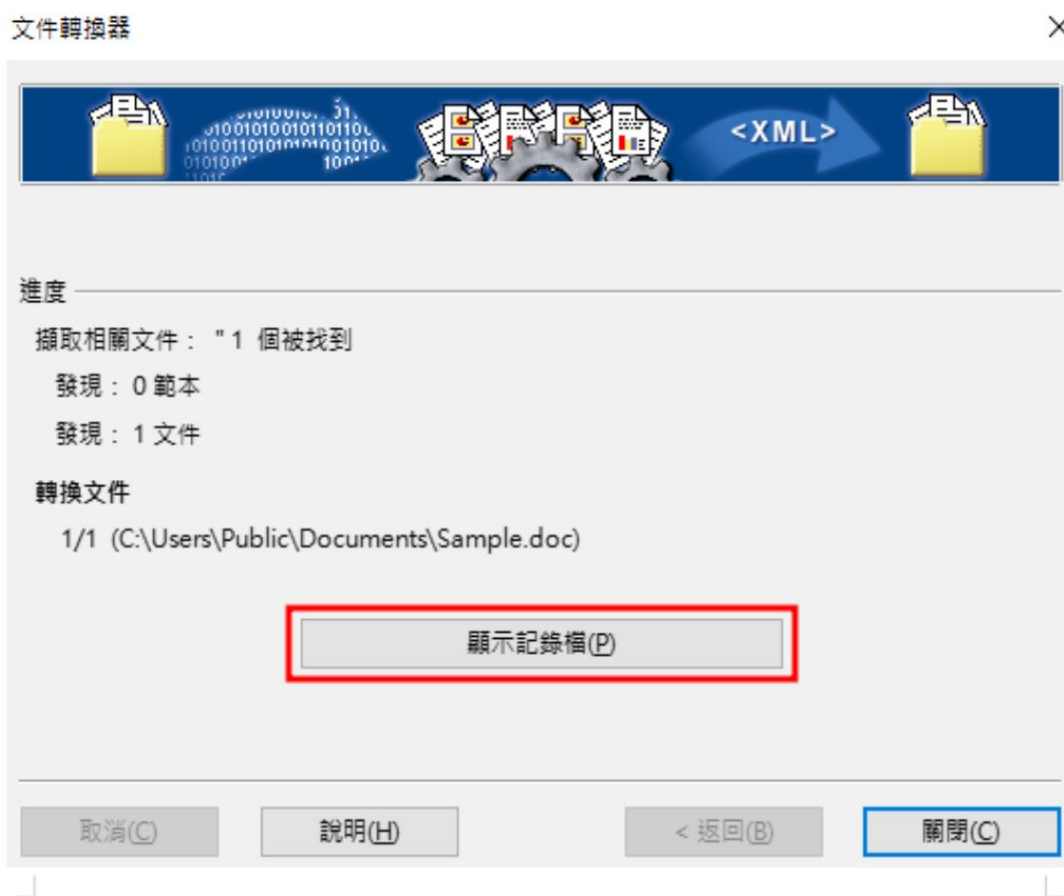 文件轉換器
<XML>
進度
擷取相關文件： " 1 個被找到
發現： 0 範本
發現： 1 文件
轉換文件
1/1 (C:\Users\Public\Documents\Sample.doc)
顯示記錄檔(P)
取消(C)
說明(H)
< 返回(B)
關閉(C)